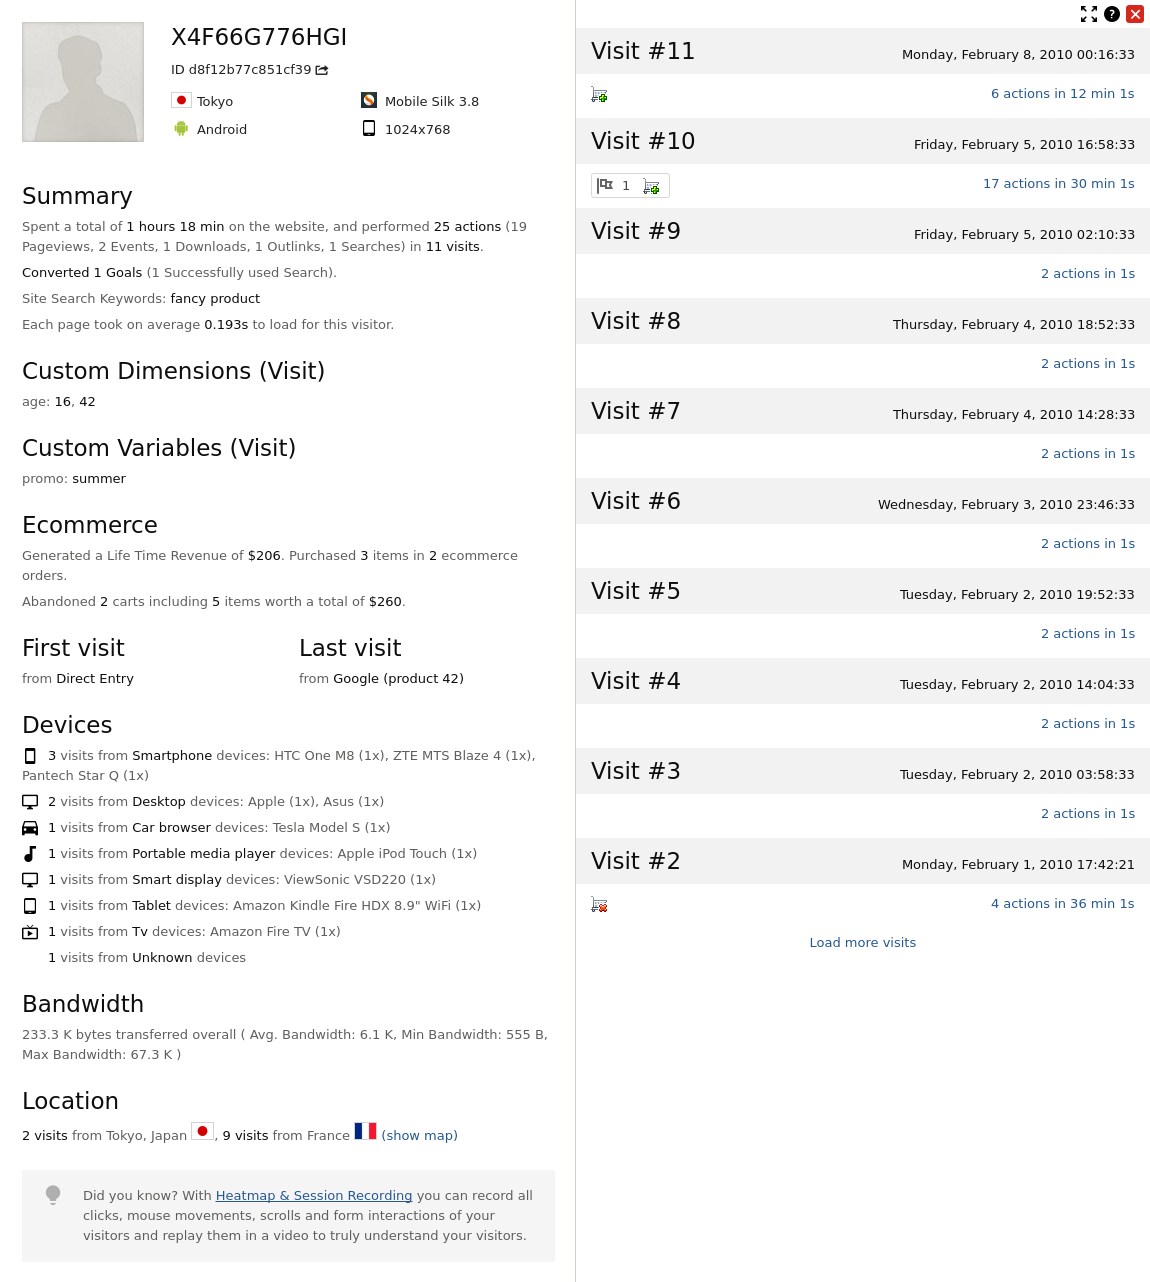 X4F66G776HGI
ID d8f12b77c851cf39
Tokyo
Mobile Silk 3.8
Android
1024x768
Summary
Spent a total of 1 hours 18 min on the website, and performed 25 actions (19
Pageviews, 2 Events, 1 Downloads, 1 Outlinks, 1 Searches) in 11 visits.
Converted 1 Goals (1 Successfully used Search).
Site Search Keywords: fancy product
Each page took on average 0.193s to load for this visitor.
Custom Dimensions (Visit)
age: 16, 42
Custom Variables (Visit)
promo: summer
Ecommerce
Generated a Life Time Revenue of $206. Purchased 3 items in 2 ecommerce
orders.
Abandoned 2 carts including 5 items worth a total of $260.
First visit
from Direct Entry
Last visit
from Google (product 42)
Devices
3 visits from Smartphone devices: HTC One M8 (1x), ZTE MTS Blaze 4 (1x),
Pantech Star Q (1x)
2 visits from Desktop devices: Apple (1x), Asus (1x)
1 visits from Car browser devices: Tesla Model S (1x)
1 visits from Portable media player devices: Apple iPod Touch (1x)
1 visits from Smart display devices: ViewSonic VSD220 (1x)
1 visits from Tablet devices: Amazon Kindle Fire HDX 8.9" WiFi (1x)
1 visits from Tv devices: Amazon Fire TV (1x)
1 visits from Unknown devices
Bandwidth
233.3 K bytes transferred overall ( Avg. Bandwidth: 6.1 K, Min Bandwidth: 555 B,
Max Bandwidth: 67.3 K )
Location
2 visits from Tokyo, Japan , 9 visits from France (show map)
Did you know? With Heatmap & Session Recording you can record all
clicks, mouse movements, scrolls and form interactions of your
visitors and replay them in a video to truly understand your visitors.
?
Visit #11
Monday, February 8, 2010 00:16:33
6 actions in 12 min 1s
Visit #10
Friday, February 5, 2010 16:58:33
1
17 actions in 30 min 1s
Visit #9
Friday, February 5, 2010 02:10:33
2 actions in 1s
Visit #8
Thursday, February 4, 2010 18:52:33
2 actions in 1s
Visit #7
Thursday, February 4, 2010 14:28:33
2 actions in 1s
Visit #6
Wednesday, February 3, 2010 23:46:33
2 actions in 1s
Visit #5
Tuesday, February 2, 2010 19:52:33
2 actions in 1s
Visit #4
Tuesday, February 2, 2010 14:04:33
2 actions in 1s
Visit #3
Tuesday, February 2, 2010 03:58:33
2 actions in 1s
Visit #2
Monday, February 1, 2010 17:42:21
4 actions in 36 min 1s
Load more visits